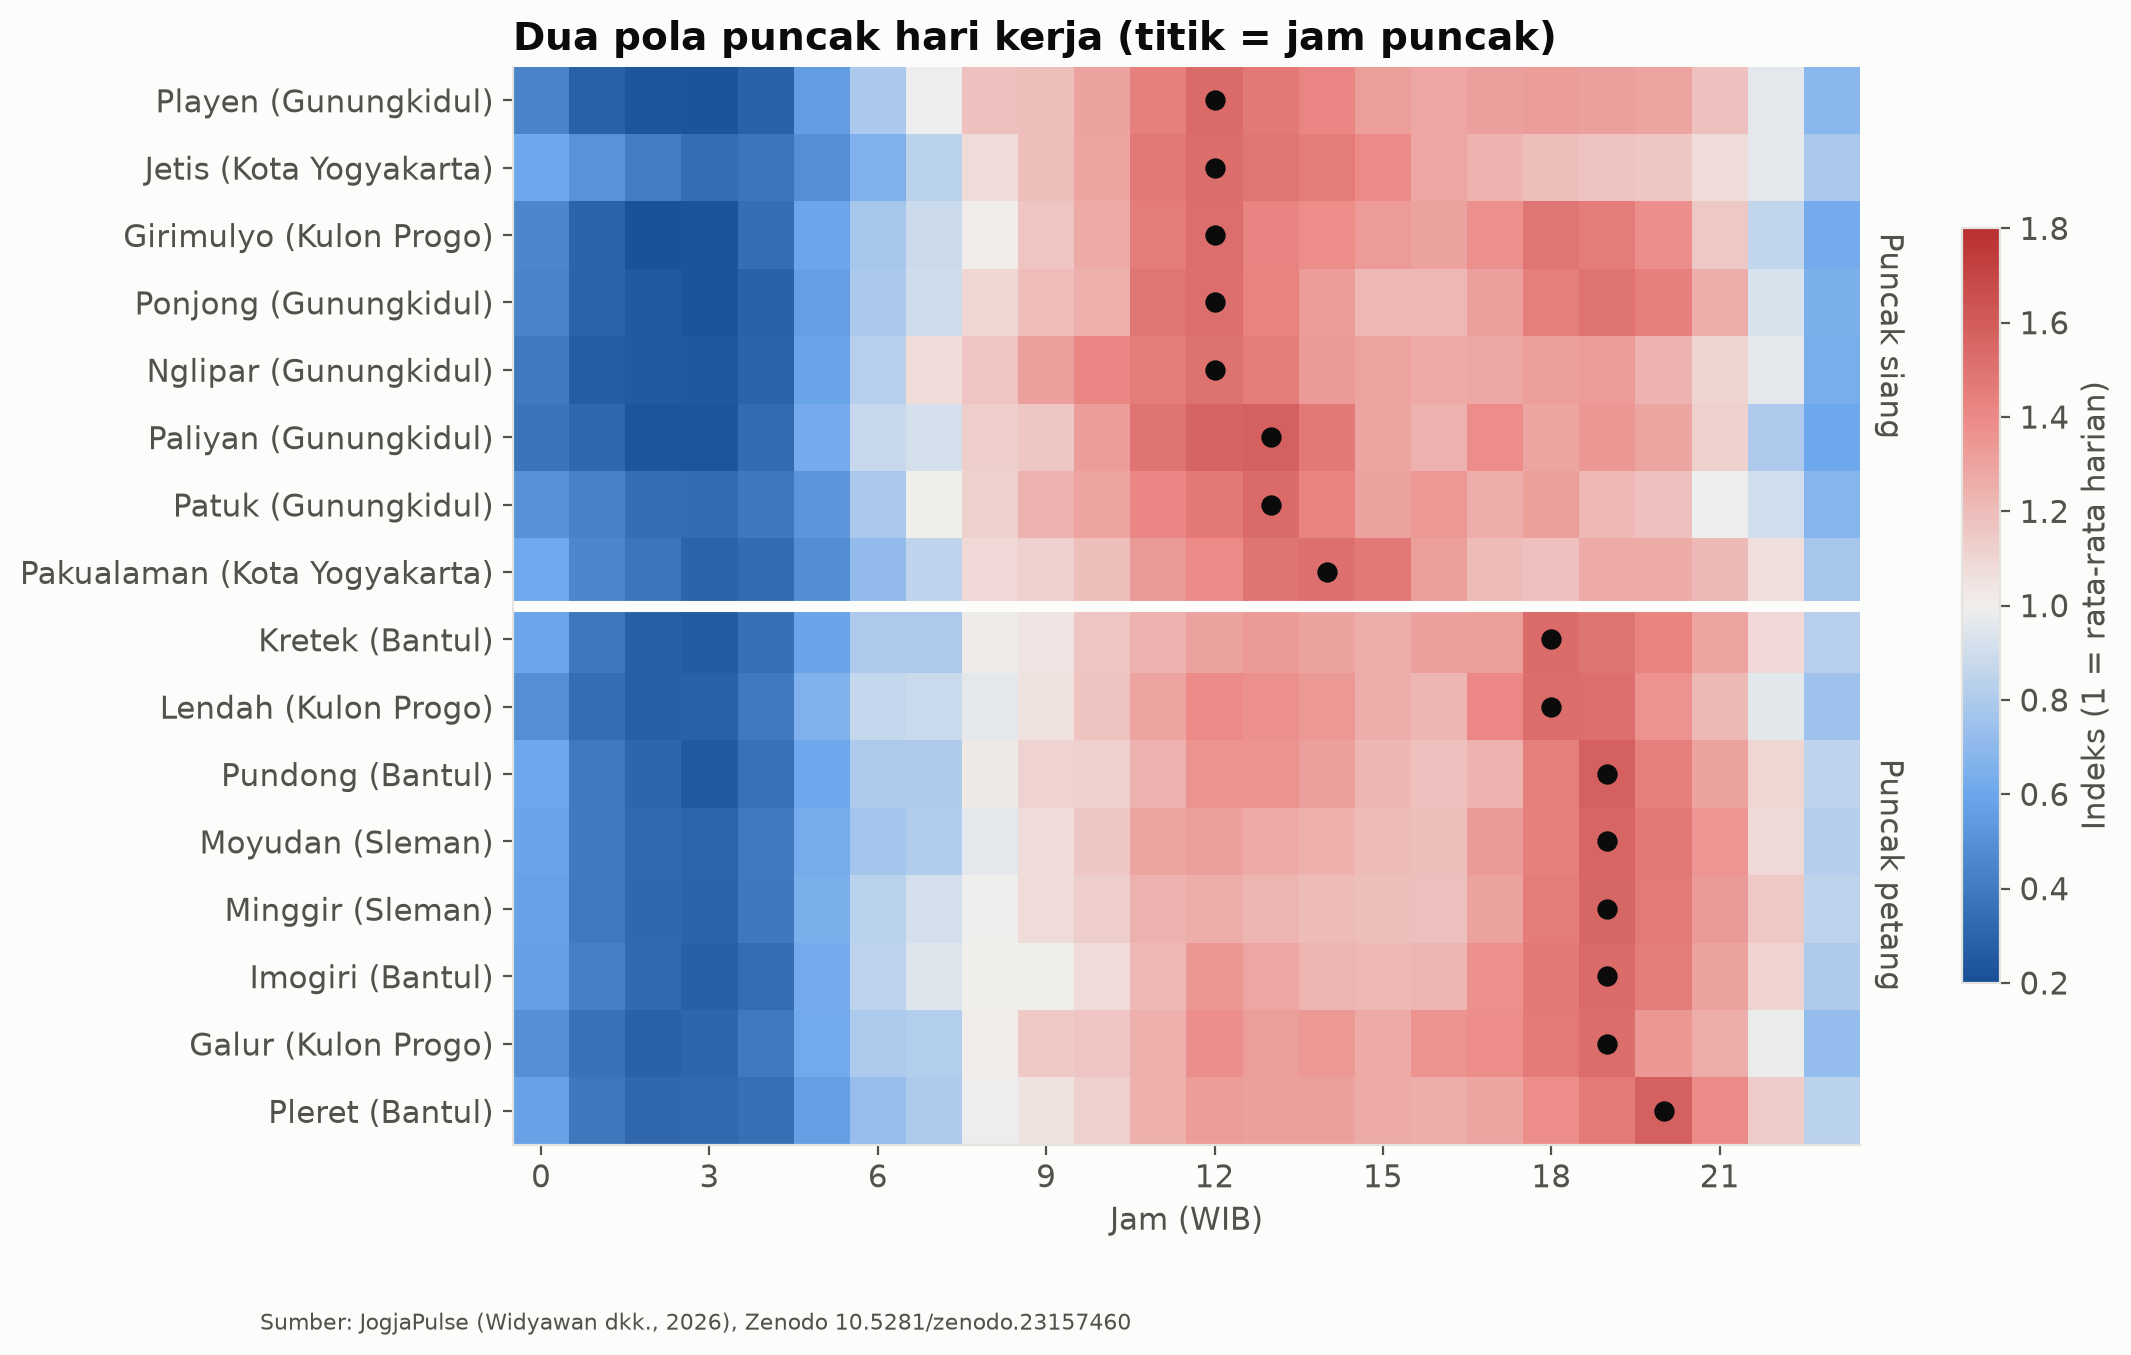 Dua pola puncak hari kerja (titik = jam puncak)
Playen (Gunungkidul)
Jetis (Kota Yogyakarta)
Girimulyo (Kulon Progo)
Ponjong (Gunungkidul)
Nglipar (Gunungkidul)
Paliyan (Gunungkidul)
Patuk (Gunungkidul)
Pakualaman (Kota Yogyakarta)
Kretek (Bantul)
Lendah (Kulon Progo)
Pundong (Bantul)
Moyudan (Sleman)
Minggir (Sleman)
Imogiri (Bantul)
Galur (Kulon Progo)
Pleret (Bantul)
Puncak siang
Puncak petang
0 3 6 9 12 15 18 21
Jam (WIB)
1.8
1.6
1.4
1.2
1.0
0.8
0.6
0.4
0.2
Indeks (1 = rata-rata harian)
Sumber: JogjaPulse (Widyawan dkk., 2026), Zenodo 10.5281/zenodo.23157460